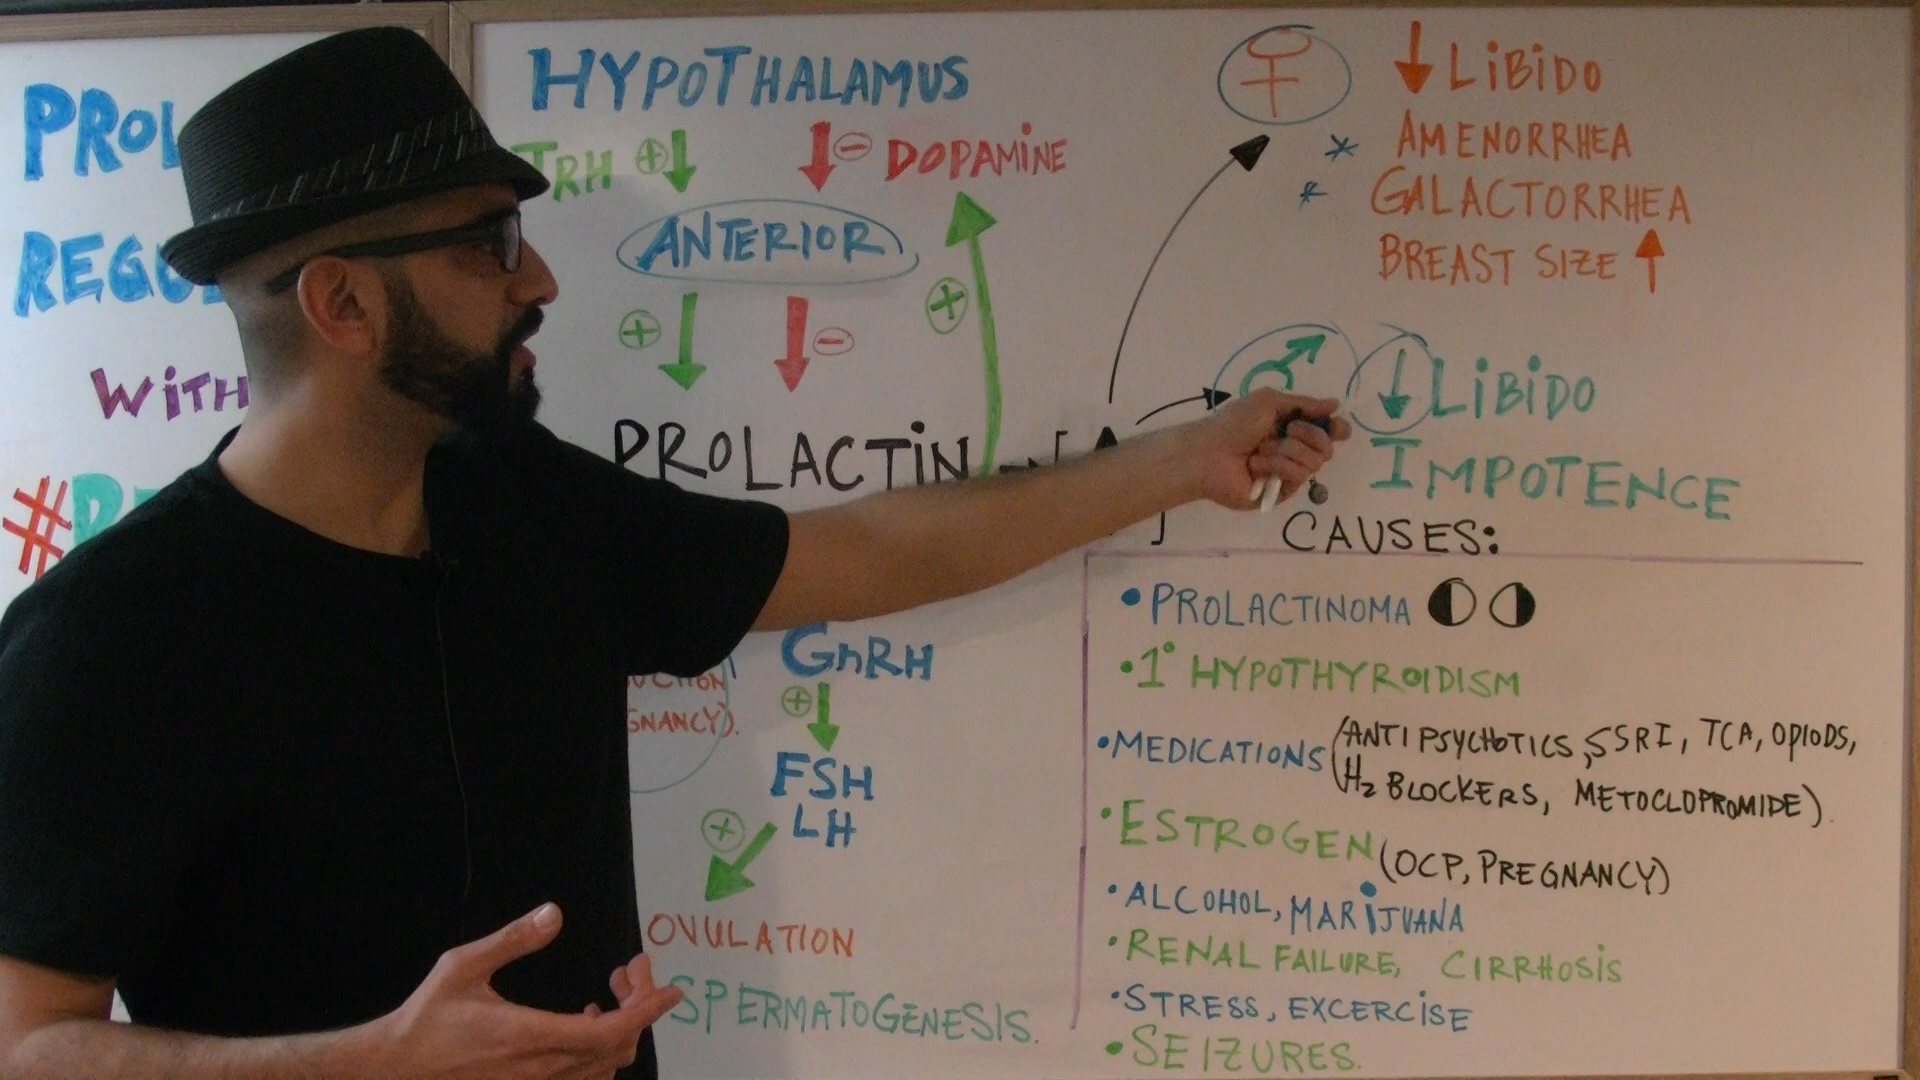 HYPOTHALAMUS
TRH + - DOPAMINE
ANTERIOR
+ - +
PROLACTIN
WITH
#
GnRH
+
FSH
LH
+
OVULATION
SPERMATOGENESIS.
GNANCY).
↓ LIBIDO
* AMENORRHEA
* GALACTORRHEA
BREAST SIZE ↑
♂ ↓ LIBIDO
IMPOTENCE
CAUSES:
• PROLACTINOMA
• 1° HYPOTHYROIDISM
• MEDICATIONS (ANTIPSYCHOTICS, SSRI, TCA, OPIODS,
H2 BLOCKERS, METOCLOPROMIDE).
• ESTROGEN (OCP, PREGNANCY)
• ALCOHOL, MARIJUANA
• RENAL FAILURE, CIRRHOSIS
• STRESS, EXCERCISE
• SEIZURES.